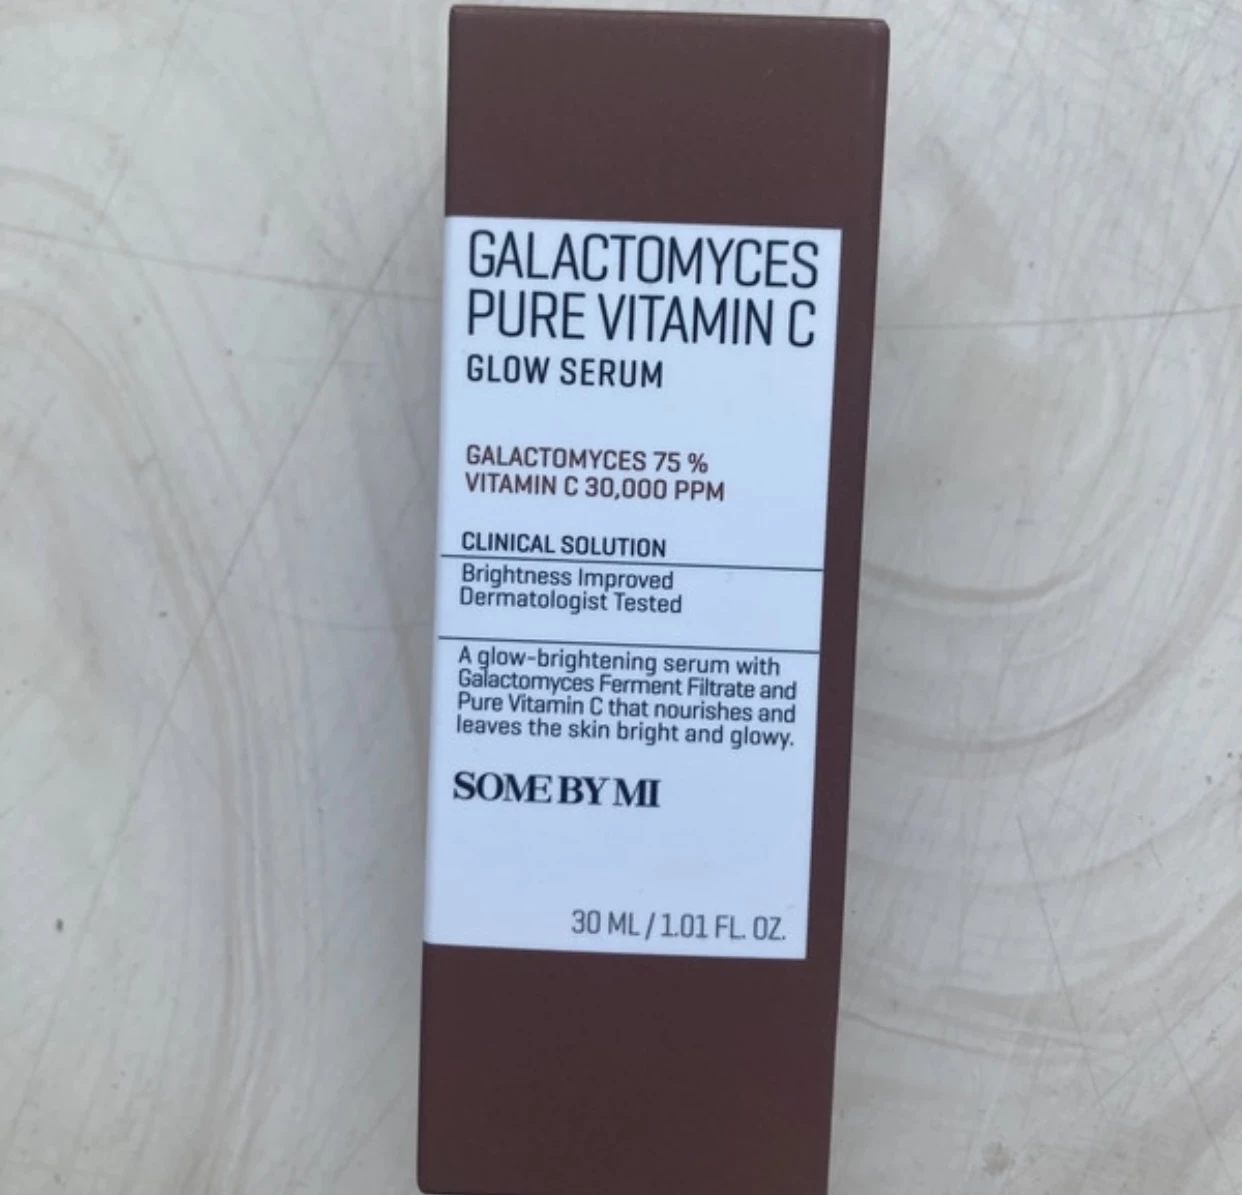 GALACTOMYCES
PURE VITAMIN C
GLOW SERUM
GALACTOMYCES 75 %
VITAMIN C 30,000 PPM
CLINICAL SOLUTION
Brightness Improved
Dermatologist Tested
A glow-brightening serum with
Galactomyces Ferment Filtrate and
Pure Vitamin C that nourishes and
leaves the skin bright and glowy.
SOME BY MI
30 ML / 1.01 FL. OZ.